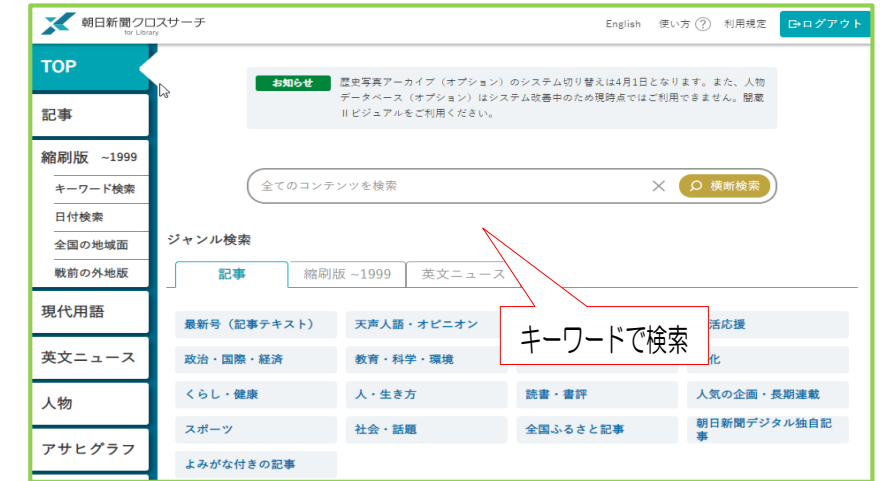 朝日新聞クロスサーチ
for Library
English 使い方 ? 利用規定 ログアウト
TOP
記事
縮刷版 ~1999
キーワード検索
日付検索
全国の地域面
戦前の外地版
現代用語
英文ニュース
人物
アサヒグラフ
お知らせ
歴史写真アーカイブ（オプション）のシステム切り替えは4月1日となります。また、人物
データベース（オプション）はシステム改善中のため現時点ではご利用できません。聞蔵
IIビジュアルをご利用ください。
全てのコンテンツを検索
横断検索
ジャンル検索
記事 縮刷版 ~1999 英文ニュース
キーワードで検索
最新号（記事テキスト） 天声人語・オピニオン 活応援
政治・国際・経済 教育・科学・環境 化
くらし・健康 人・生き方 読書・書評 人気の企画・長期連載
スポーツ 社会・話題 全国ふるさと記事 朝日新聞デジタル独自記
事
よみがな付きの記事